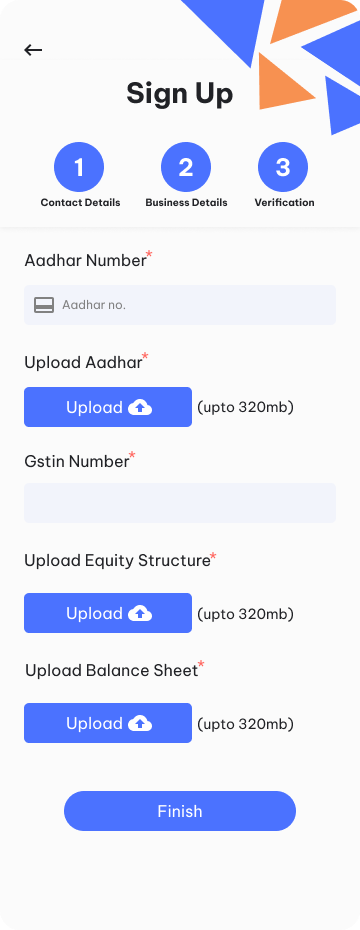 Sign Up
1 2 3
Contact Details Business Details Verification
Aadhar Number*
Aadhar no.
Upload Aadhar*
Upload (upto 320mb)
Gstin Number*
Upload Equity Structure*
Upload (upto 320mb)
Upload Balance Sheet*
Upload (upto 320mb)
Finish